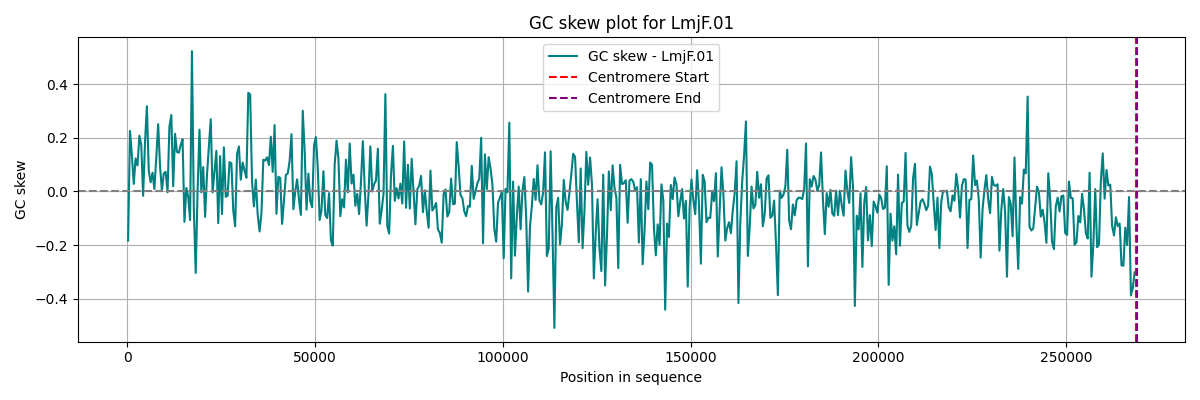 GC skew plot for LmjF.01
GC skew - LmjF.01
Centromere Start
Centromere End
GC skew
0.4
0.2
0.0
−0.2
−0.4
0 50000 100000 150000 200000 250000
Position in sequence